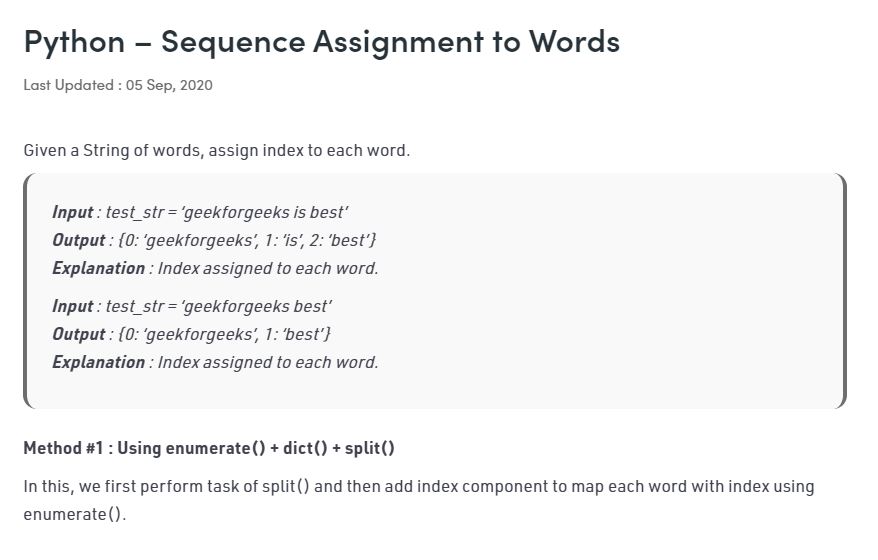 Python – Sequence Assignment to Words
Last Updated : 05 Sep, 2020
Given a String of words, assign index to each word.
Input : test_str = ‘geekforgeeks is best’
Output : {0: ‘geekforgeeks’, 1: ‘is’, 2: ‘best’}
Explanation : Index assigned to each word.
Input : test_str = ‘geekforgeeks best’
Output : {0: ‘geekforgeeks’, 1: ‘best’}
Explanation : Index assigned to each word.
Method #1 : Using enumerate() + dict() + split()
In this, we first perform task of split() and then add index component to map each word with index using
enumerate().